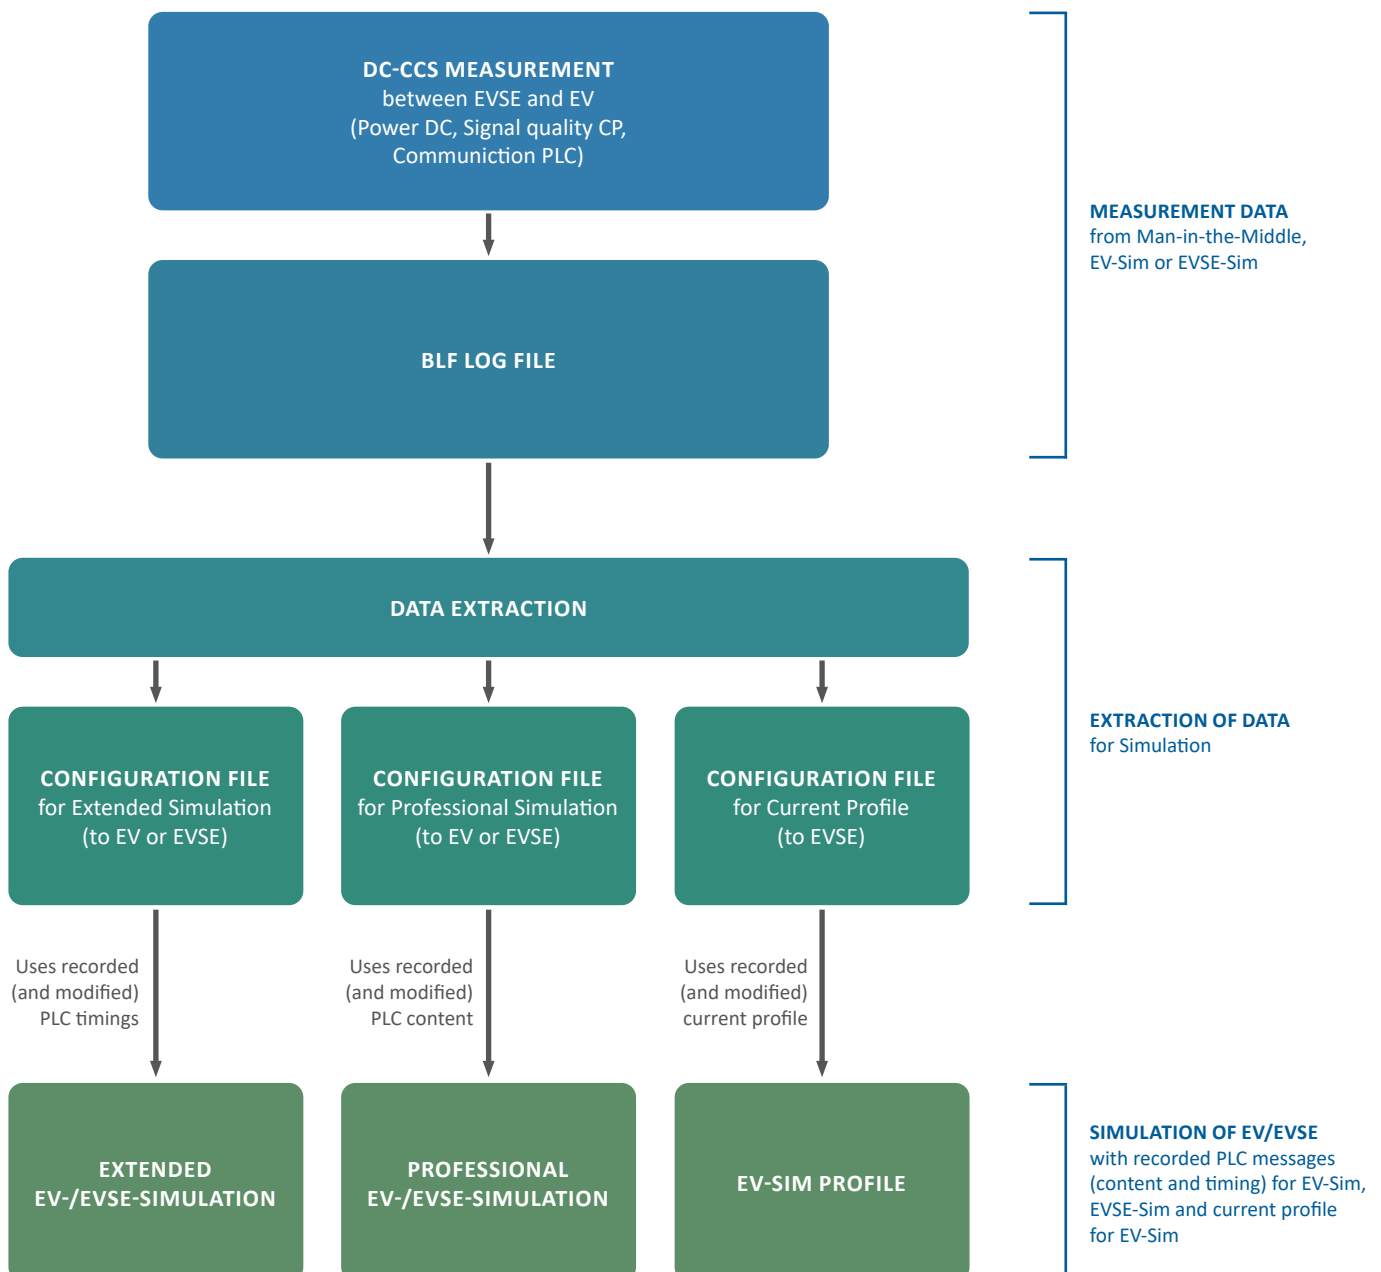 DC-CCS MEASUREMENT
between EVSE and EV
(Power DC, Signal quality CP,
Communiction PLC)
MEASUREMENT DATA
from Man-in-the-Middle,
EV-Sim or EVSE-Sim
BLF LOG FILE
DATA EXTRACTION
CONFIGURATION FILE
for Extended Simulation
(to EV or EVSE)
CONFIGURATION FILE
for Professional Simulation
(to EV or EVSE)
CONFIGURATION FILE
for Current Profile
(to EVSE)
EXTRACTION OF DATA
for Simulation
Uses recorded
(and modified)
PLC timings
Uses recorded
(and modified)
PLC content
Uses recorded
(and modified)
current profile
EXTENDED
EV-/EVSE-SIMULATION
PROFESSIONAL
EV-/EVSE-SIMULATION
EV-SIM PROFILE
SIMULATION OF EV/EVSE
with recorded PLC messages
(content and timing) for EV-Sim,
EVSE-Sim and current profile
for EV-Sim